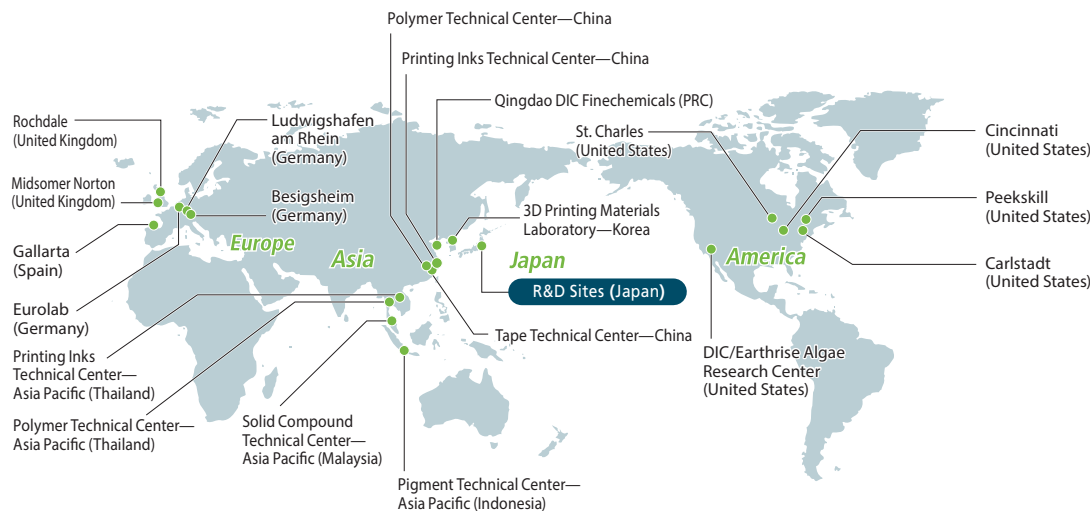 Polymer Technical Center—China
Printing Inks Technical Center—China
Qingdao DIC Finechemicals (PRC)
Rochdale
(United Kingdom)
Ludwigshafen
am Rhein
(Germany)
St. Charles
(United States)
Cincinnati
(United States)
Midsomer Norton
(United Kingdom)
Besigsheim
(Germany)
3D Printing Materials
Laboratory—Korea
Peekskill
(United States)
Gallarta
(Spain)
Europe
Asia
Japan
America
Carlstadt
(United States)
R&D Sites (Japan)
Eurolab
(Germany)
Tape Technical Center—China
Printing Inks
Technical Center—
Asia Pacific (Thailand)
DIC/Earthrise Algae
Research Center
(United States)
Polymer Technical Center—
Asia Pacific (Thailand)
Solid Compound
Technical Center—
Asia Pacific (Malaysia)
Pigment Technical Center—
Asia Pacific (Indonesia)